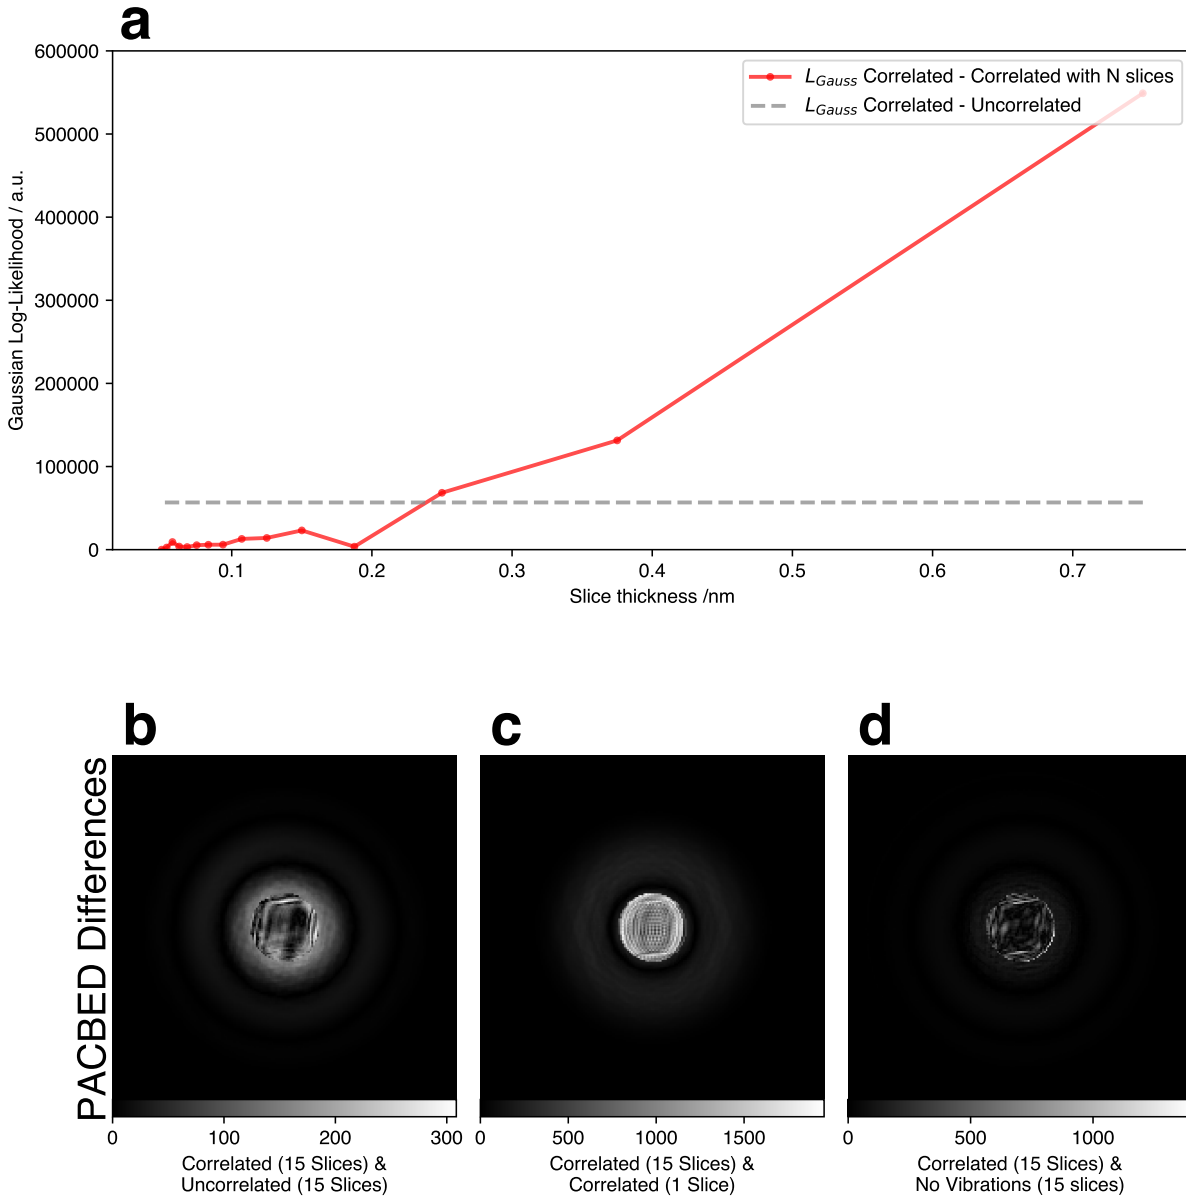 a
600000
500000
400000
300000
200000
100000
0
Gaussian Log-Likelihood / a.u.
L_Gauss Correlated - Correlated with N slices
L_Gauss Correlated - Uncorrelated
0.1 0.2 0.3 0.4 0.5 0.6 0.7
Slice thickness /nm
b c d
PACBED Differences
0 100 200 300
Correlated (15 Slices) &
Uncorrelated (15 Slices)
0 500 1000 1500
Correlated (15 Slices) &
Correlated (1 Slice)
0 500 1000
Correlated (15 Slices) &
No Vibrations (15 slices)